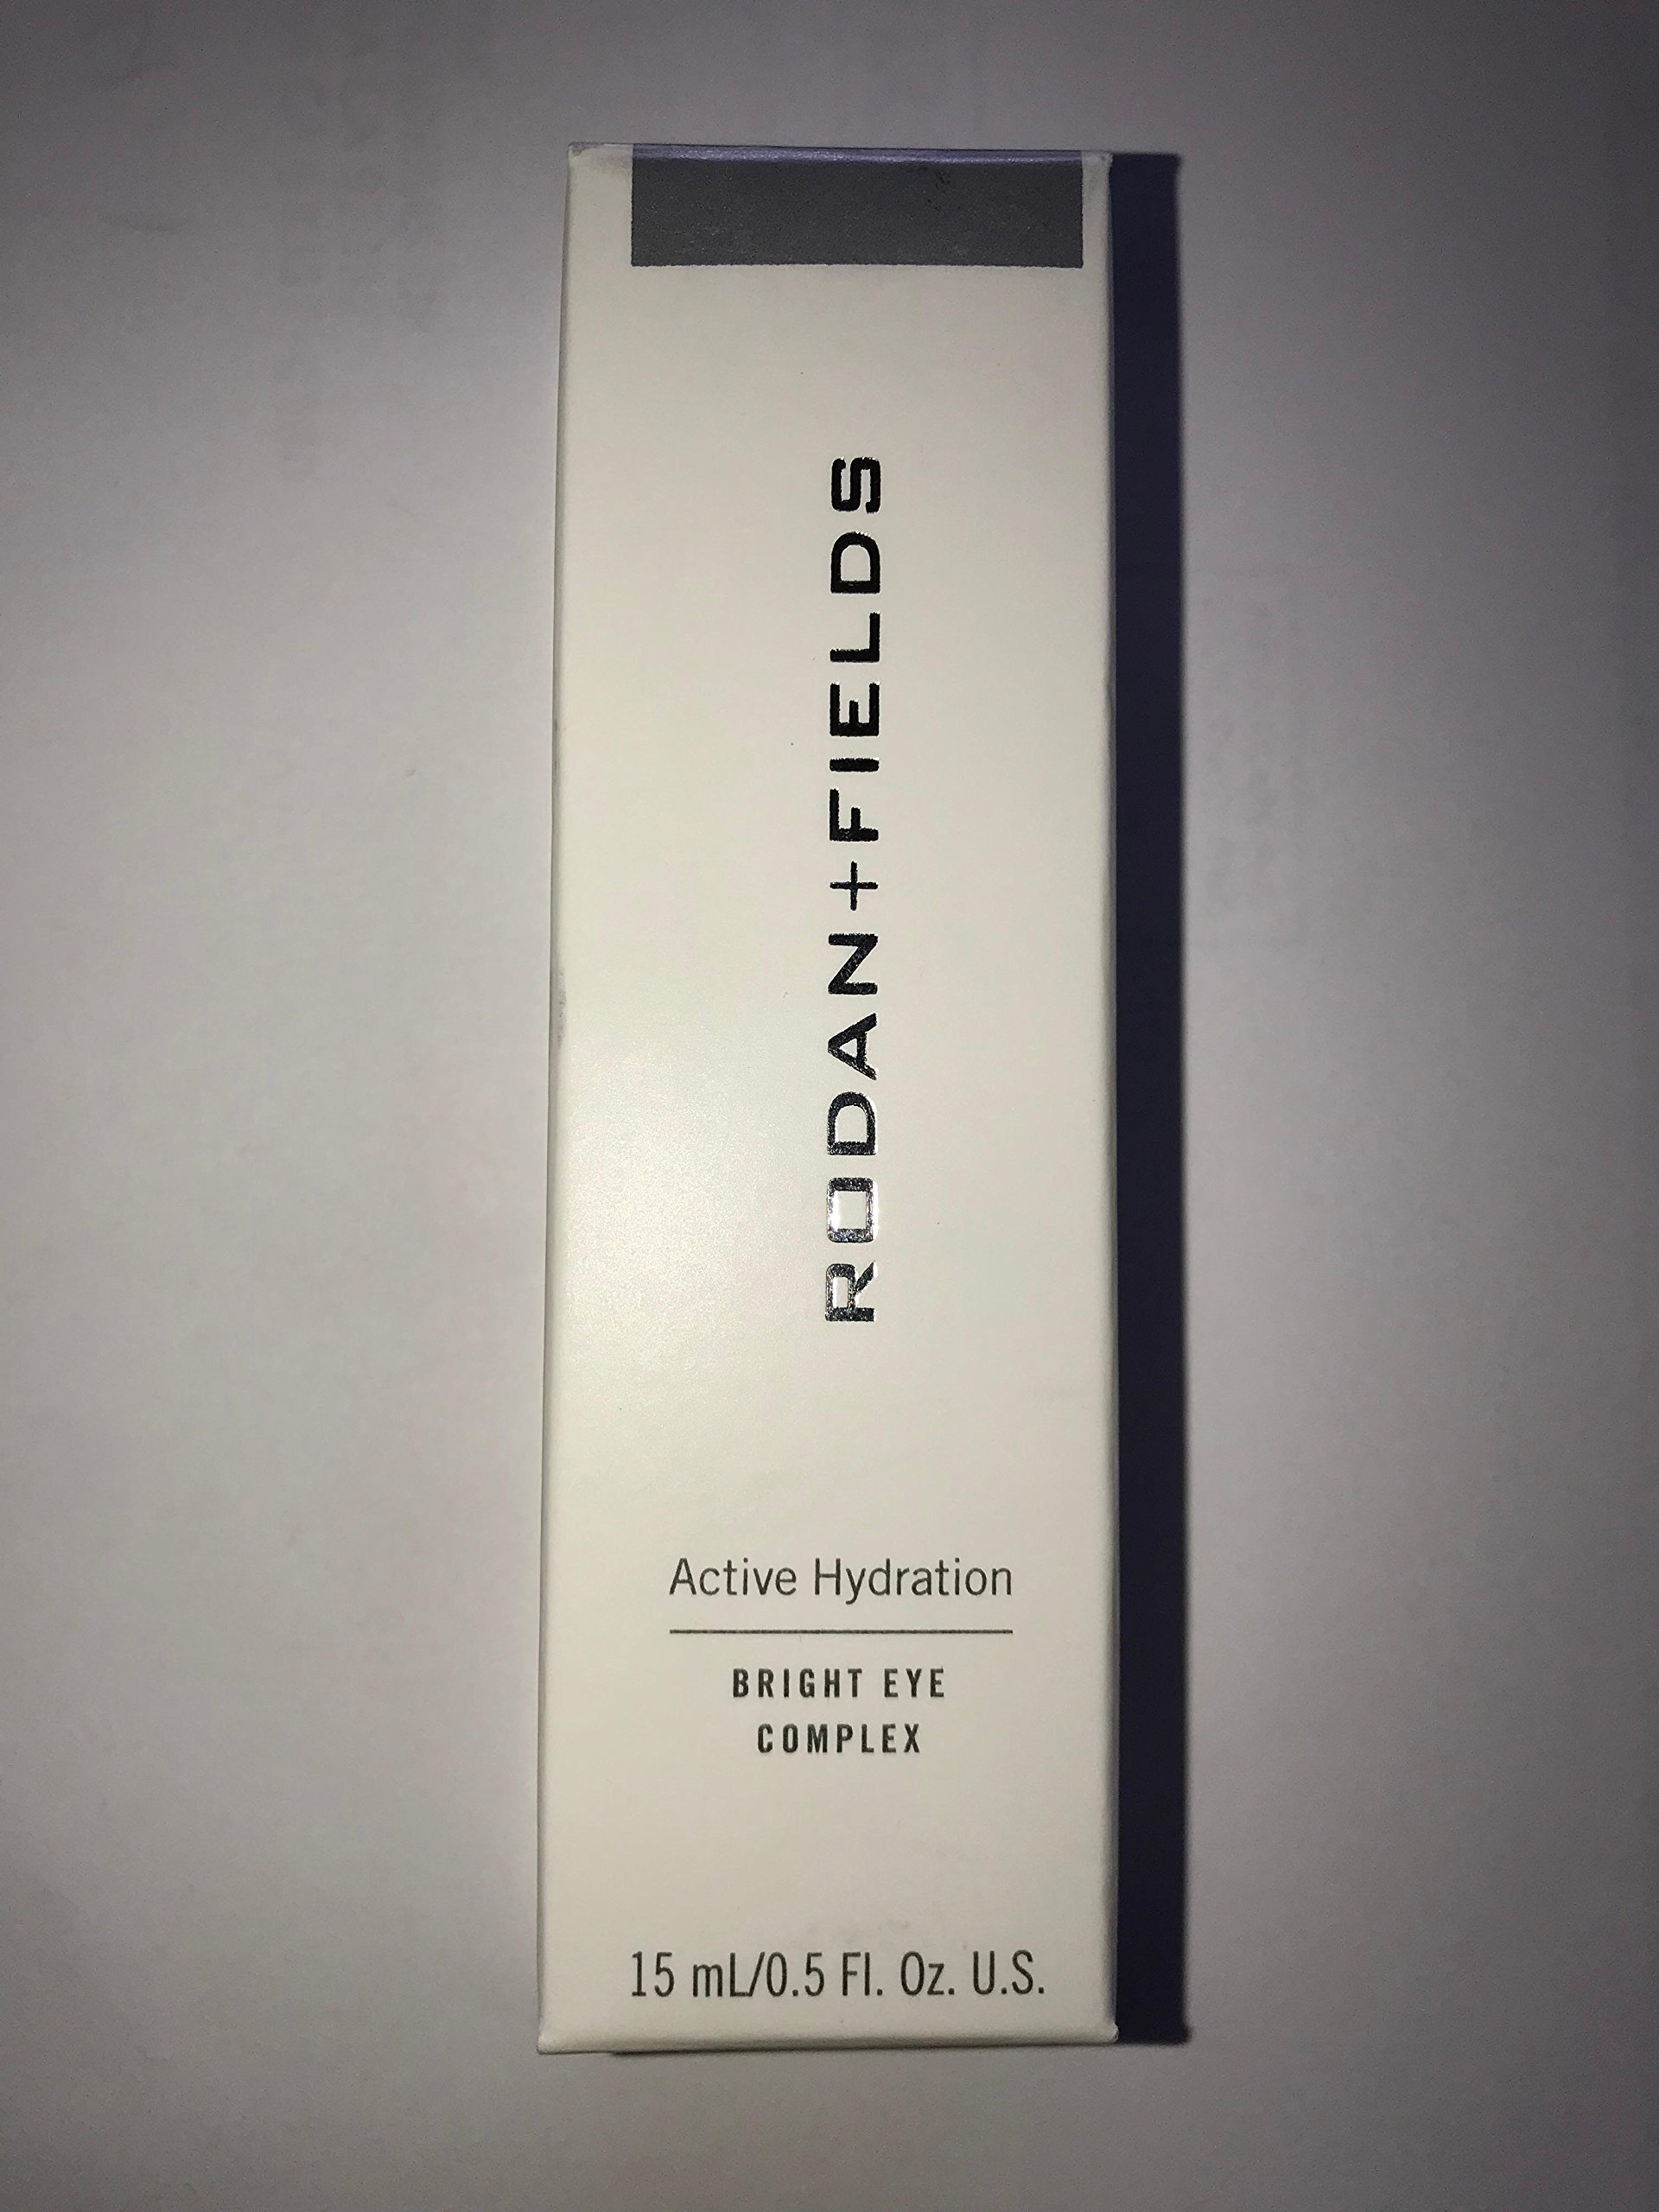 RODAN+FIELDS
Active Hydration
BRIGHT EYE
COMPLEX
15 mL/0.5 Fl. Oz. U.S.